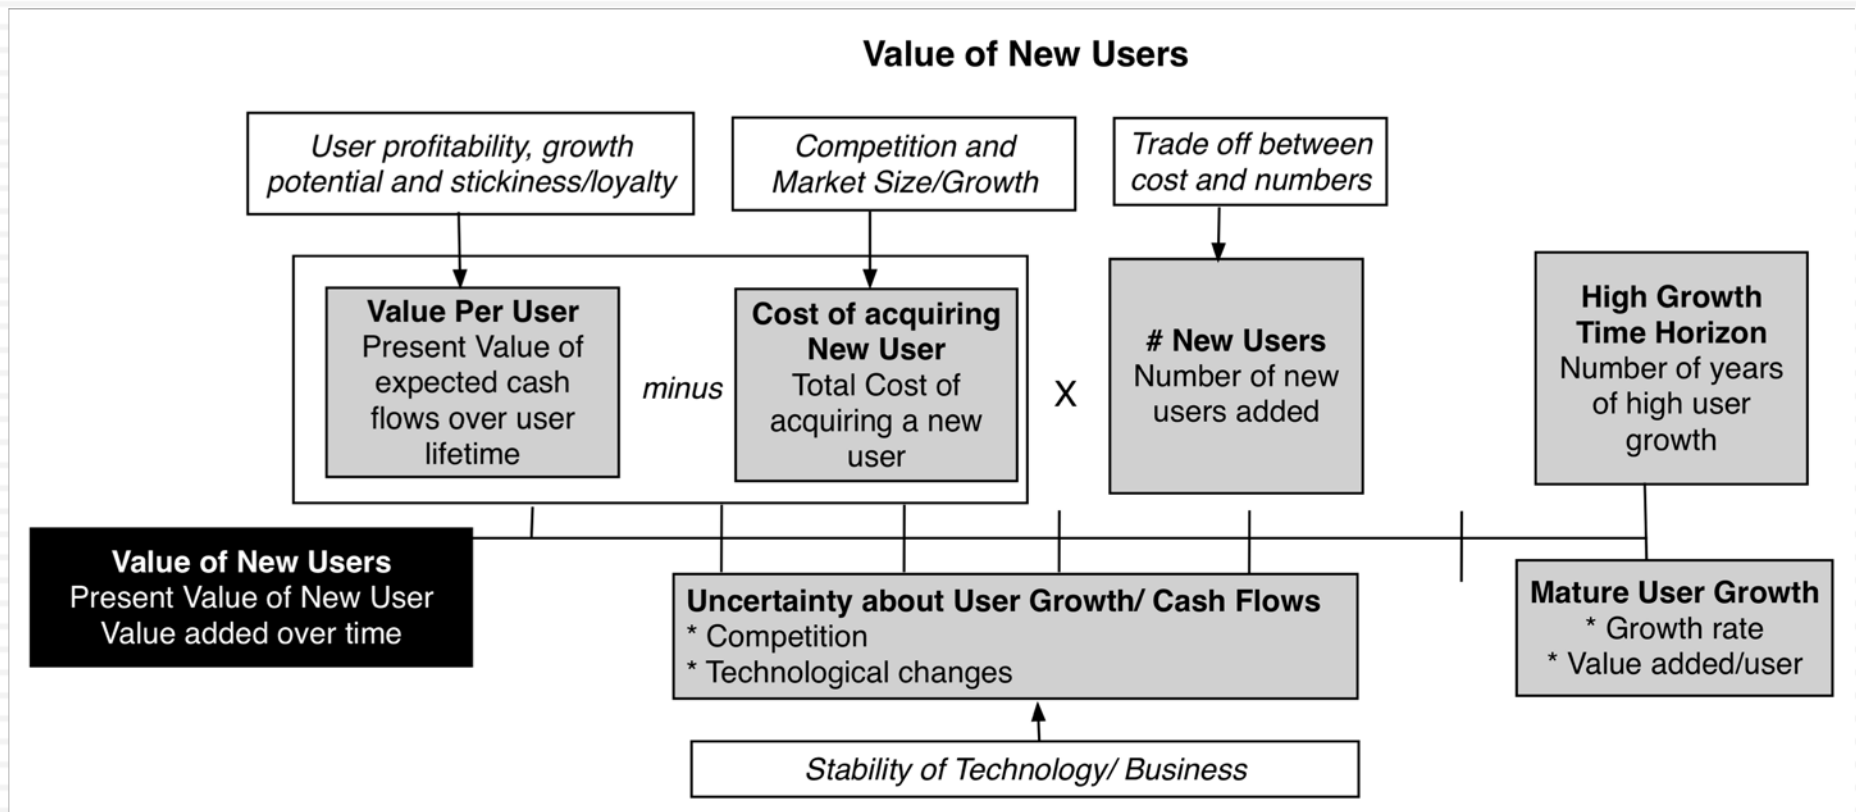 Value of New Users
User profitability, growth
potential and stickiness/loyalty
Competition and
Market Size/Growth
Trade off between
cost and numbers
Value Per User
Present Value of
expected cash
flows over user
lifetime
minus
Cost of acquiring
New User
Total Cost of
acquiring a new
user
X
# New Users
Number of new
users added
High Growth
Time Horizon
Number of years
of high user
growth
Value of New Users
Present Value of New User
Value added over time
Uncertainty about User Growth/ Cash Flows
* Competition
* Technological changes
Mature User Growth
* Growth rate
* Value added/user
Stability of Technology/ Business